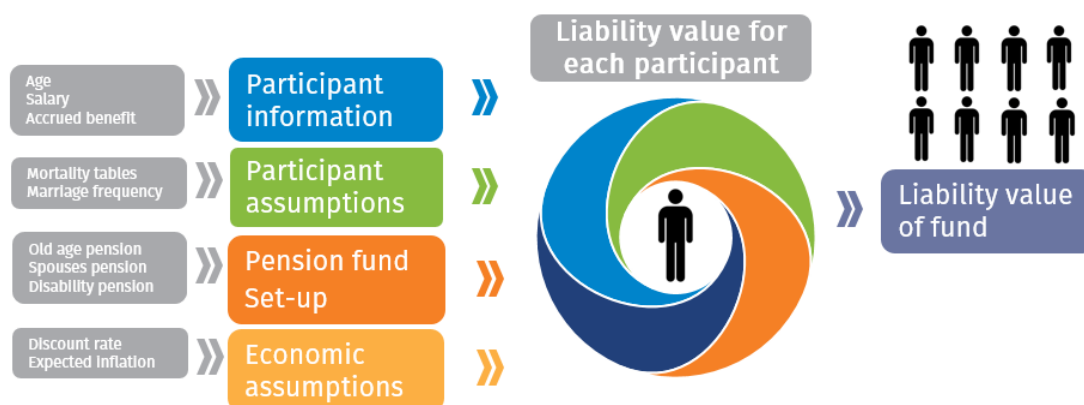 Liability value for
each participant
Age
Salary
Accrued benefit
Participant
information
Mortality tables
Marriage frequency
Participant
assumptions
Old age pension
Spouses pension
Disability pension
Pension fund
Set-up
Discount rate
Expected inflation
Economic
assumptions
Liability value
of fund